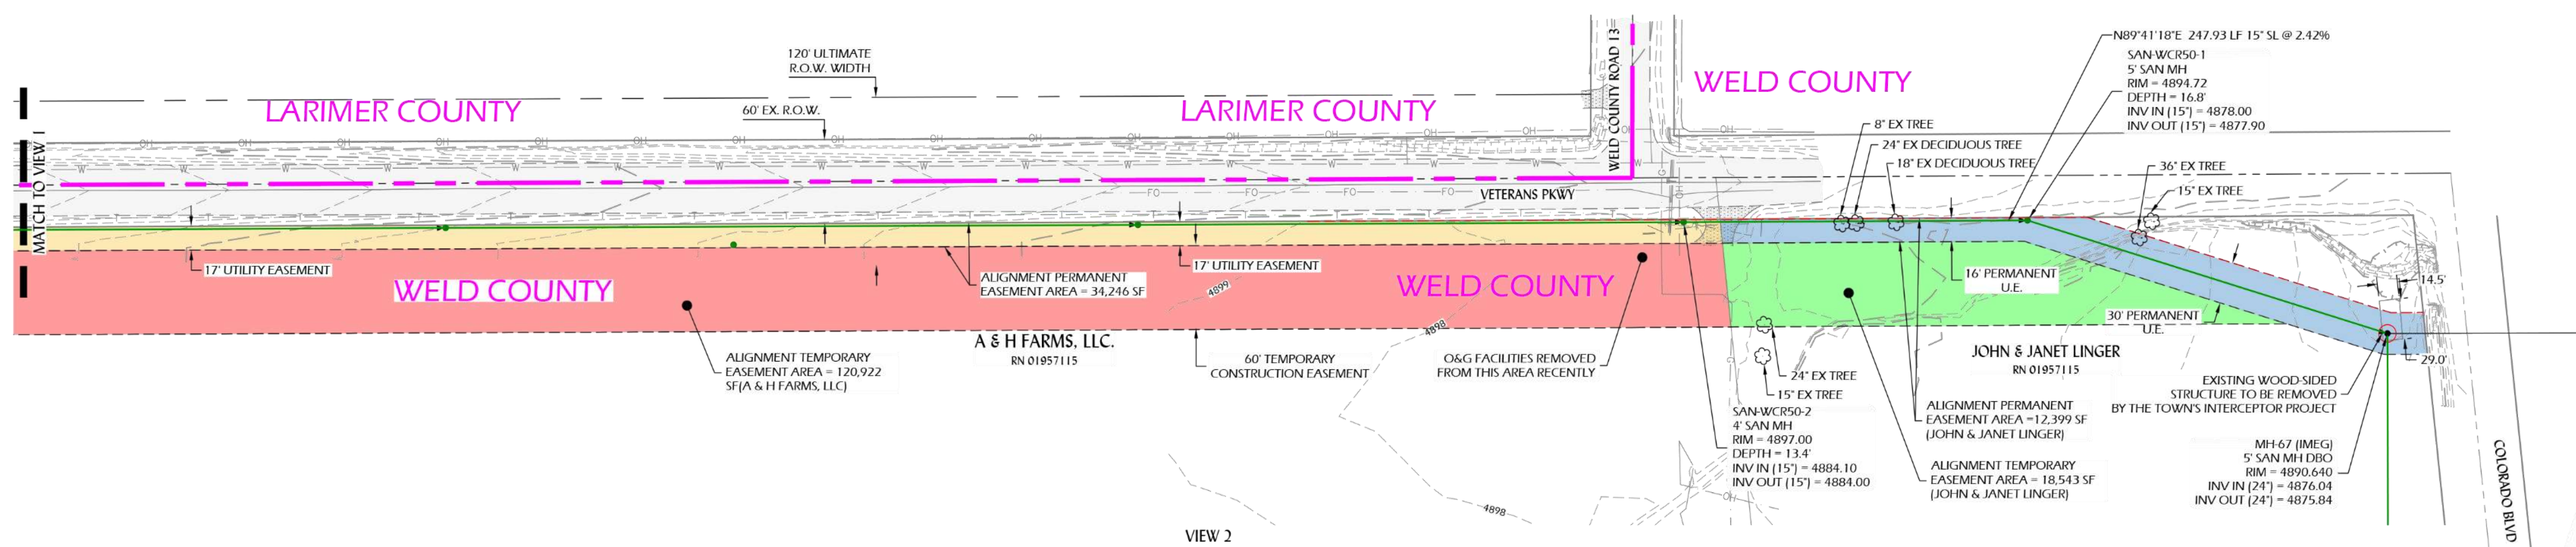 MATCH TO VIEW 1
LARIMER COUNTY
120' ULTIMATE
R.O.W. WIDTH
60' EX. R.O.W.
LARIMER COUNTY
WELD COUNTY ROAD 13
WELD COUNTY
N89°41'18"E 247.93 LF 15" SL @ 2.42%
SAN-WCR50-1
5' SAN MH
RIM = 4894.72
DEPTH = 16.8'
INV IN (15") = 4878.00
INV OUT (15") = 4877.90
8" EX TREE
24" EX DECIDUOUS TREE
18" EX DECIDUOUS TREE
36" EX TREE
15" EX TREE
VETERANS PKWY
17' UTILITY EASEMENT
WELD COUNTY
ALIGNMENT PERMANENT
EASEMENT AREA = 34,246 SF
17' UTILITY EASEMENT
4899
WELD COUNTY
16' PERMANENT
U.E.
14.5'
30' PERMANENT
U.E.
4898
A & H FARMS, LLC.
RN 01957115
ALIGNMENT TEMPORARY
EASEMENT AREA = 120,922
SF(A & H FARMS, LLC)
60' TEMPORARY
CONSTRUCTION EASEMENT
O&G FACILITIES REMOVED
FROM THIS AREA RECENTLY
24" EX TREE
15" EX TREE
JOHN & JANET LINGER
RN 01957115
29.0'
SAN-WCR50-2
4' SAN MH
RIM = 4897.00
DEPTH = 13.4'
INV IN (15") = 4884.10
INV OUT (15") = 4884.00
ALIGNMENT PERMANENT
EASEMENT AREA =12,399 SF
(JOHN & JANET LINGER)
ALIGNMENT TEMPORARY
EASEMENT AREA = 18,543 SF
(JOHN & JANET LINGER)
EXISTING WOOD-SIDED
STRUCTURE TO BE REMOVED
BY THE TOWN'S INTERCEPTOR PROJECT
MH-67 (IMEG)
5' SAN MH DBO
RIM = 4890.640
INV IN (24") = 4876.04
INV OUT (24") = 4875.84
COLORADO BLVD
4898
VIEW 2